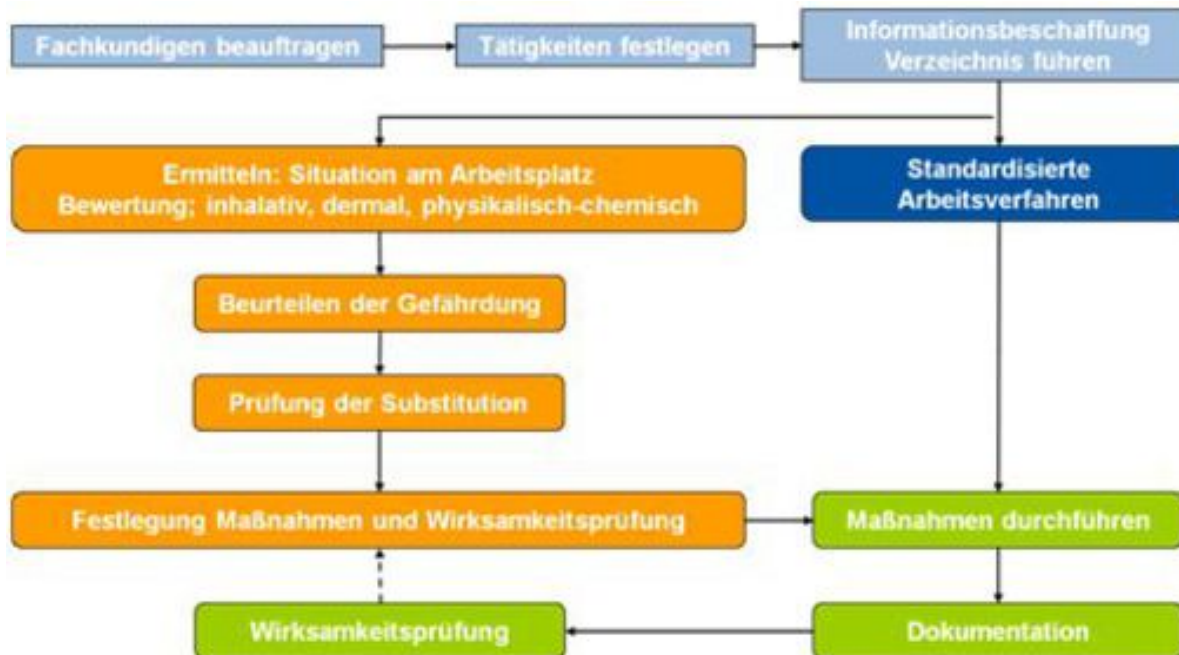 Fachkundigen beauftragen
Tätigkeiten festlegen
Informationsbeschaffung
Verzeichnis führen
Ermitteln: Situation am Arbeitsplatz
Bewertung; inhalativ, dermal, physikalisch-chemisch
Standardisierte
Arbeitsverfahren
Beurteilen der Gefährdung
Prüfung der Substitution
Festlegung Maßnahmen und Wirksamkeitsprüfung
Maßnahmen durchführen
Wirksamkeitsprüfung
Dokumentation